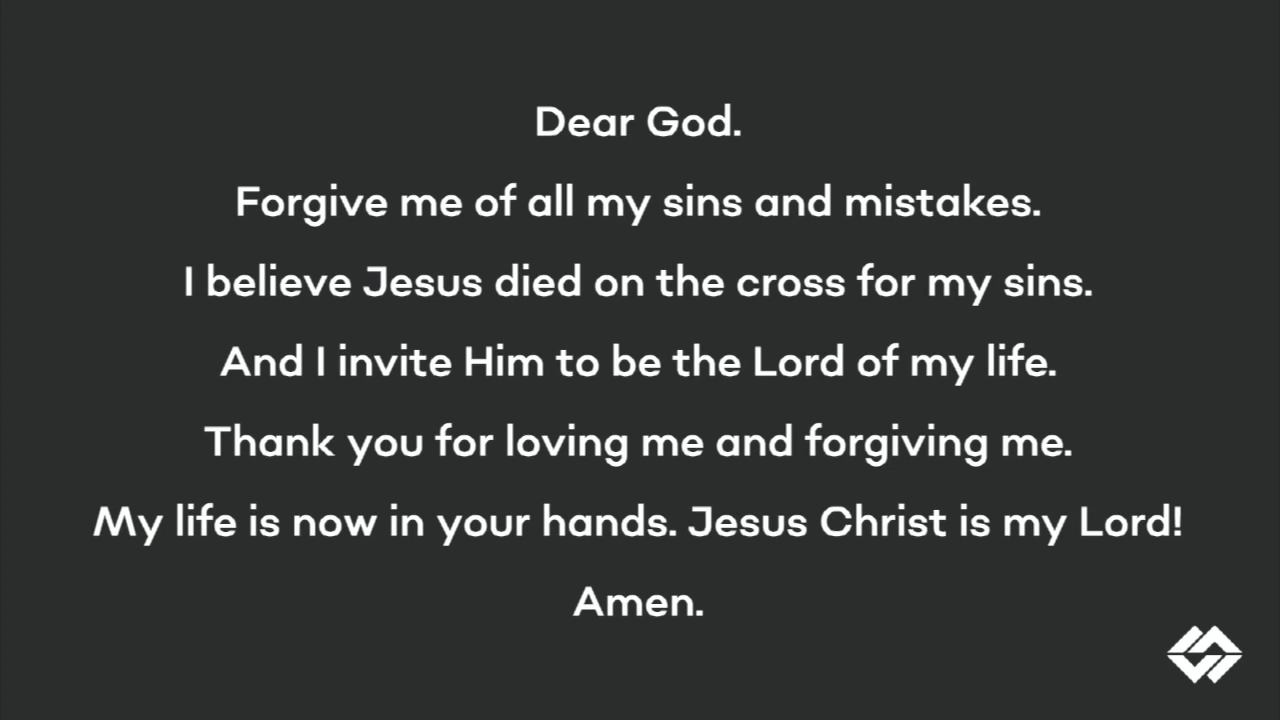 Dear God.
Forgive me of all my sins and mistakes.
I believe Jesus died on the cross for my sins.
And I invite Him to be the Lord of my life.
Thank you for loving me and forgiving me.
My life is now in your hands. Jesus Christ is my Lord!
Amen.